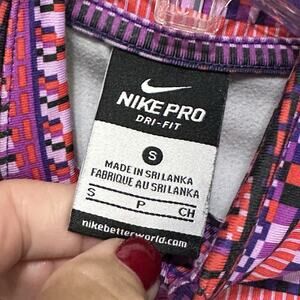 NIKE PRO
DRI-FIT
S
MADE IN SRI LANKA
FABRIQUE AU SRI LANKA
S P CH
nikebetterworld.com